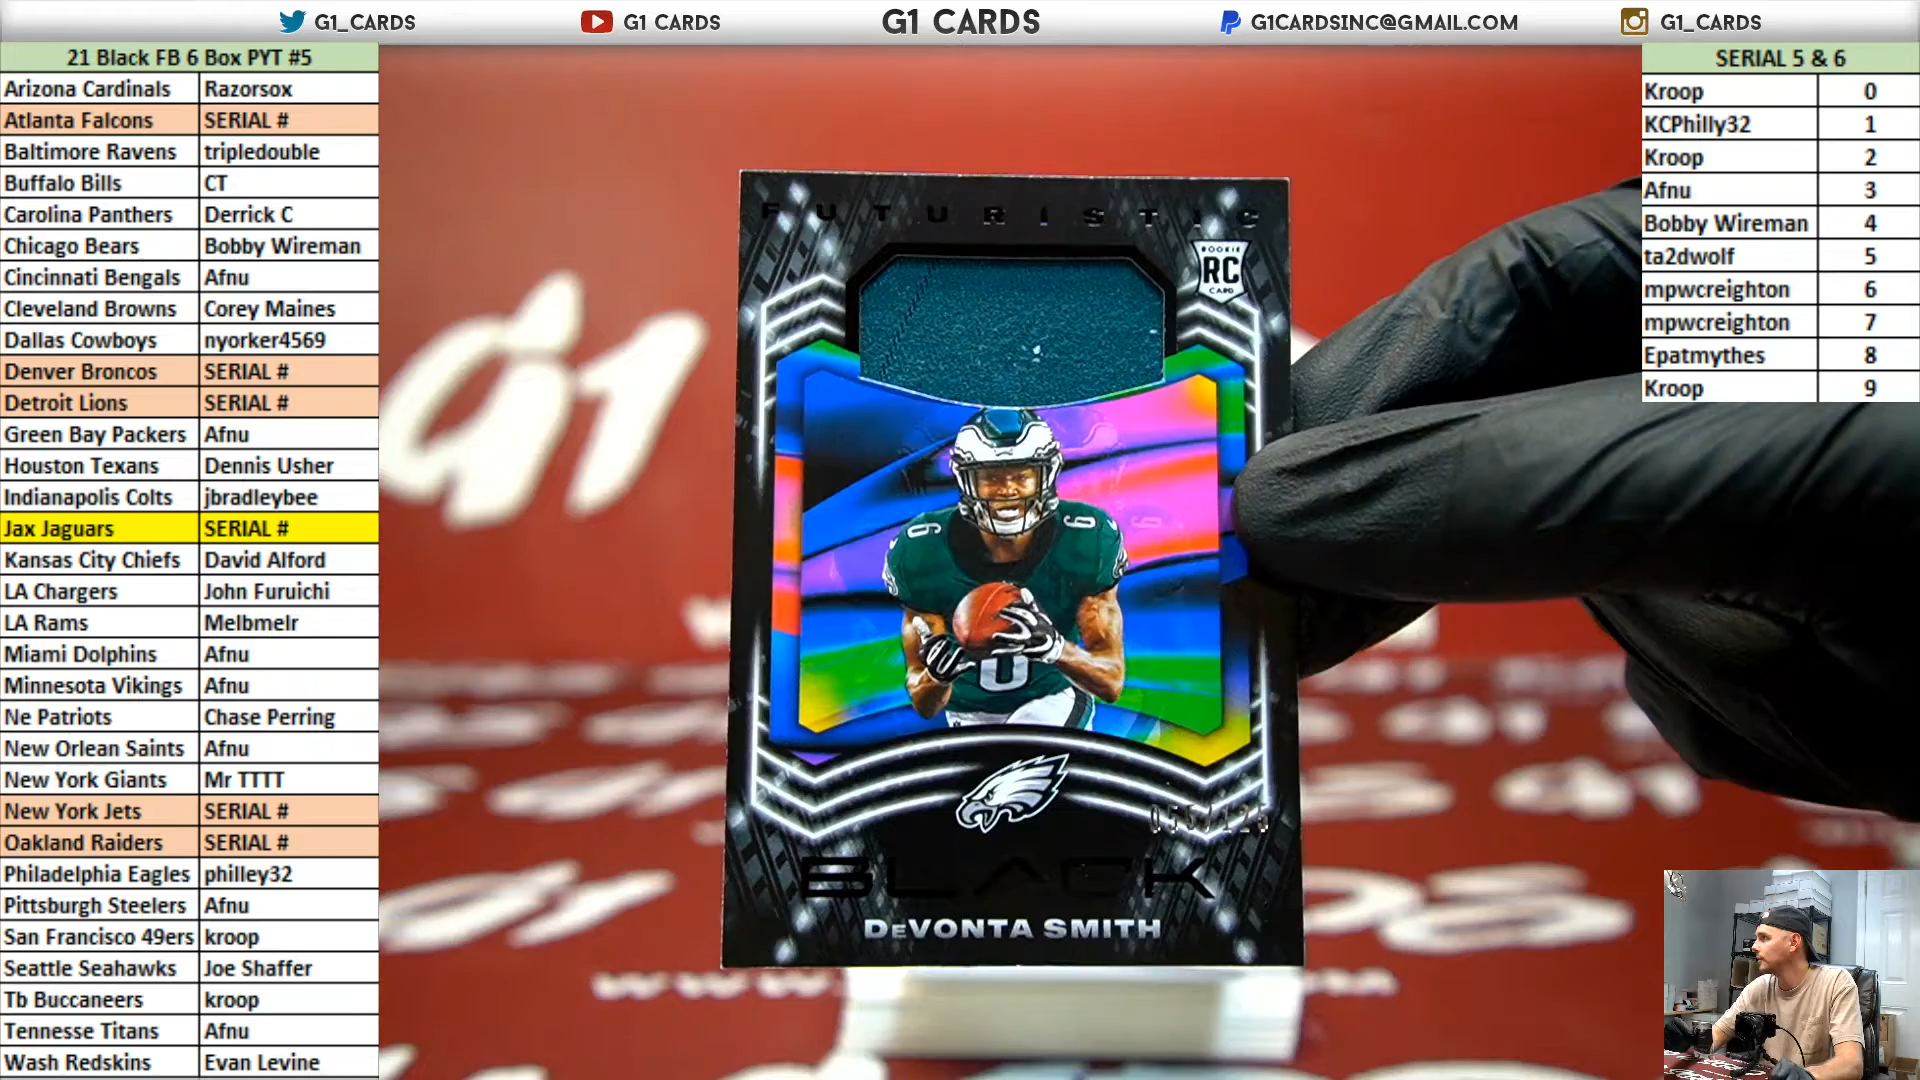 G1_CARDS
G1 CARDS
G1 CARDS
G1CARDSINC@GMAIL.COM
G1_CARDS
21 Black FB 6 Box PYT #5
Arizona Cardinals Razorsox
Atlanta Falcons SERIAL #
Baltimore Ravens tripledouble
Buffalo Bills CT
Carolina Panthers Derrick C
Chicago Bears Bobby Wireman
Cincinnati Bengals Afnu
Cleveland Browns Corey Maines
Dallas Cowboys nyorker4569
Denver Broncos SERIAL #
Detroit Lions SERIAL #
Green Bay Packers Afnu
Houston Texans Dennis Usher
Indianapolis Colts jbradleybee
Jax Jaguars SERIAL #
Kansas City Chiefs David Alford
LA Chargers John Furuichi
LA Rams Melbmelr
Miami Dolphins Afnu
Minnesota Vikings Afnu
Ne Patriots Chase Perring
New Orlean Saints Afnu
New York Giants Mr TTTT
New York Jets SERIAL #
Oakland Raiders SERIAL #
Philadelphia Eagles philley32
Pittsburgh Steelers Afnu
San Francisco 49ers kroop
Seattle Seahawks Joe Shaffer
Tb Buccaneers kroop
Tennesse Titans Afnu
Wash Redskins Evan Levine
SERIAL 5 & 6
Kroop 0
KCPhilly32 1
Kroop 2
Afnu 3
Bobby Wireman 4
ta2dwolf 5
mpwcreighton 6
mpwcreighton 7
Epatmythes 8
Kroop 9
FUTURISTIC
ROOKIE
RC
CARD
6
6
6
055/125
BLACK
DeVONTA SMITH
G1